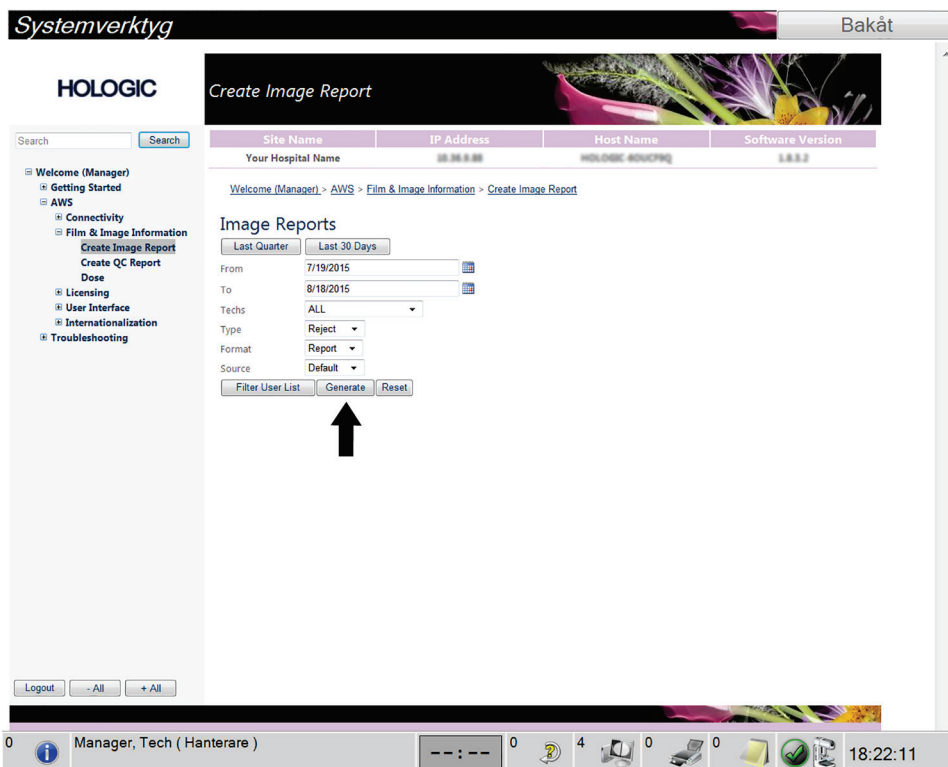 Systemverktyg Bakåt
HOLOGIC
Create Image Report
Search Search
Site Name IP Address Host Name Software Version
Your Hospital Name 1.8.3.2
Welcome (Manager)
Getting Started
AWS
Connectivity
Film & Image Information
Create Image Report
Create QC Report
Dose
Licensing
User Interface
Internationalization
Troubleshooting
Welcome (Manager) > AWS > Film & Image Information > Create Image Report
Image Reports
Last Quarter Last 30 Days
From 7/19/2015
To 8/18/2015
Techs ALL
Type Reject
Format Report
Source Default
Filter User List Generate Reset
Logout - All + All
0 Manager, Tech ( Hanterare ) --:-- 0 4 0 0 18:22:11